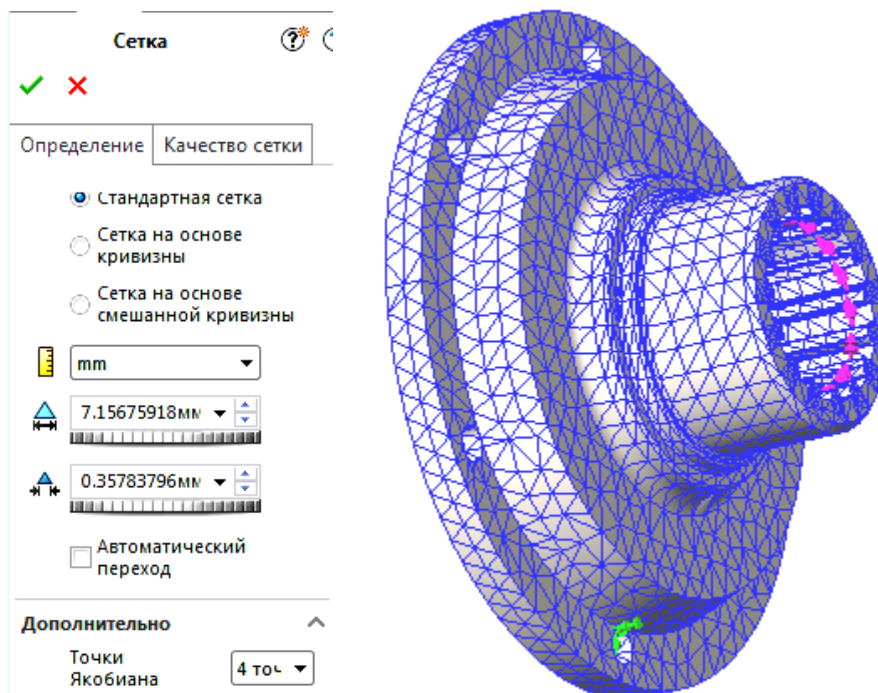 Сетка
Определение
Качество сетки
Стандартная сетка
Сетка на основе
кривизны
Сетка на основе
смешанной кривизны
mm
7.15675918мм
0.35783796мм
Автоматический
переход
Дополнительно
Точки
Якобиана
4 точ